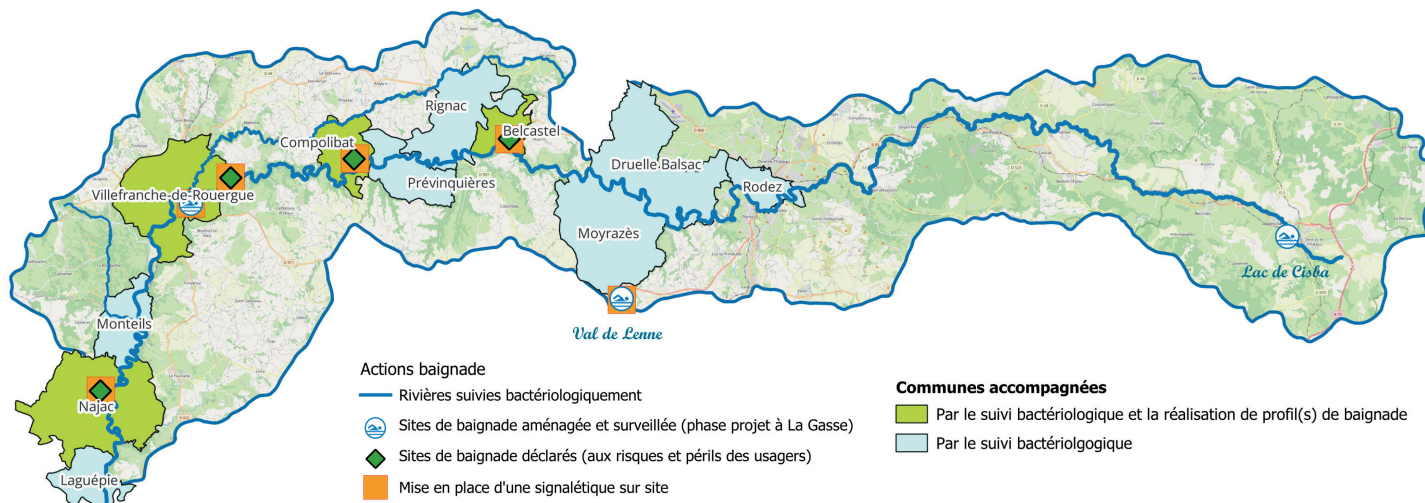 Rignac
Belcastel
Compolibat
Prévinquières
Druelle Balsac
Rodez
Villefranche-de-Rouergue
Moyrazès
Lac de Cisba
Val de Lenne
Monteils
Najac
Laguépie
Actions baignade
Rivières suivies bactériologiquement
Sites de baignade aménagée et surveillée (phase projet à La Gasse)
Sites de baignade déclarés (aux risques et périls des usagers)
Mise en place d'une signalétique sur site
Communes accompagnées
Par le suivi bactériologique et la réalisation de profil(s) de baignade
Par le suivi bactériolgogique